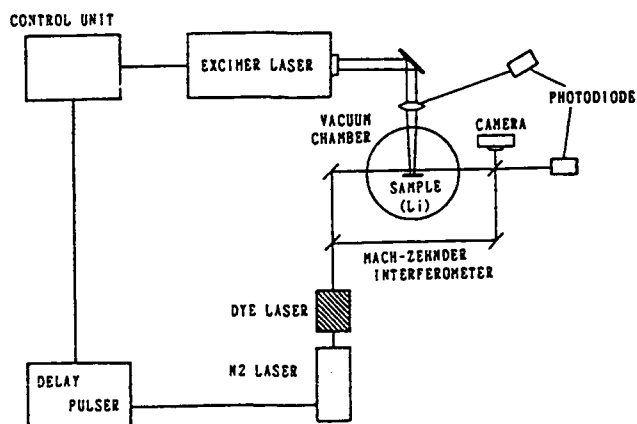 CONTROL UNIT
EXCIMER LASER
PHOTODIODE
VACUUM
CHAMBER
CAMERA
SAMPLE
(Li)
MACH-ZEHNDER
INTERFEROMETER
DYE LASER
N2 LASER
DELAY
PULSER